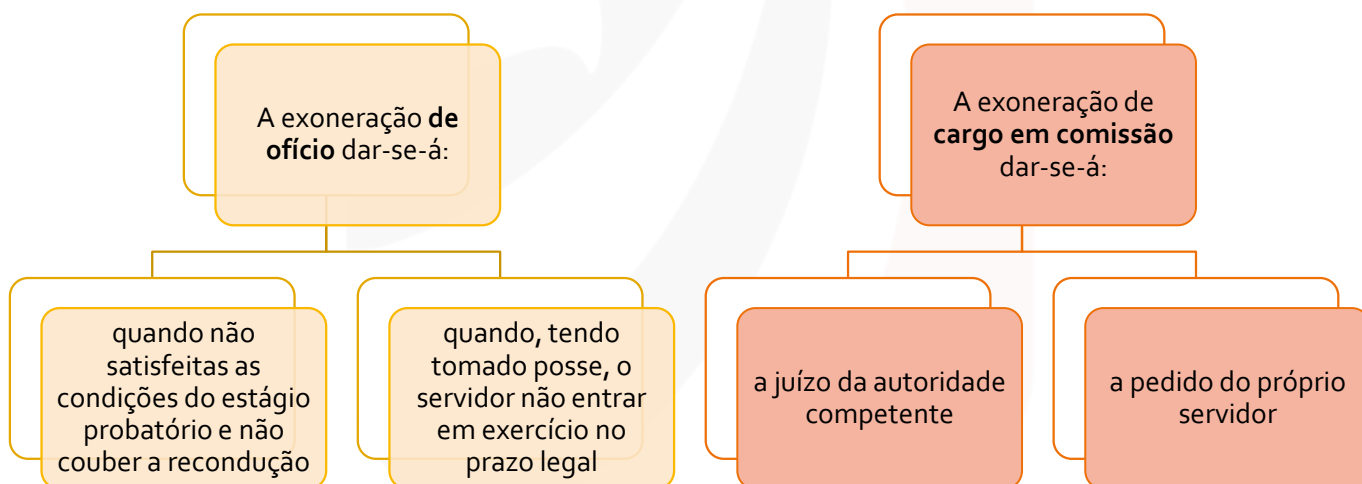 A exoneração de
ofício dar-se-á:
A exoneração de
cargo em comissão
dar-se-á:
quando não
satisfeitas as
condições do estágio
probatório e não
couber a recondução
quando, tendo
tomado posse, o
servidor não entrar
em exercício no
prazo legal
a juízo da autoridade
competente
a pedido do próprio
servidor